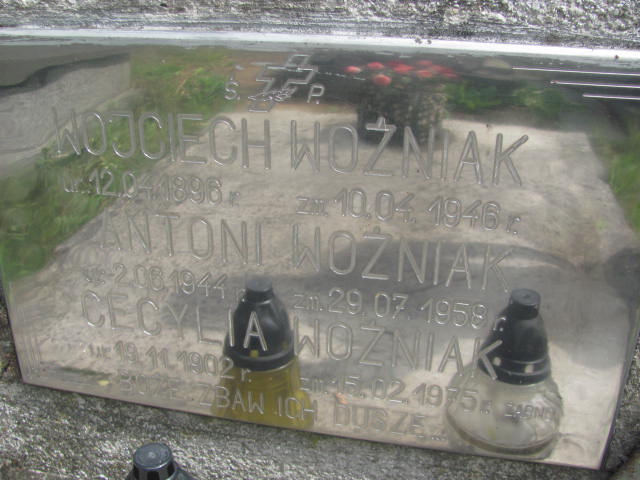 Ś. P.
WOJCIECH WOŹNIAK
ur. 12.04.1896 r. zm. 10.04.1946 r.
ANTONI WOŹNIAK
ur. 2.06.1944 r. zm. 29.07.1958 r.
CECYLIA WOŹNIAK
ur. 19.11.1902 r. zm. 15.02.1975 r.
BOŻE ZBAW ICH DUSZE...